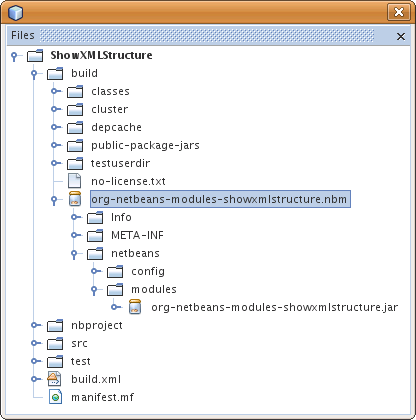 Files
ShowXMLStructure
build
classes
cluster
depcache
public-package-jars
testuserdir
no-license.txt
org-netbeans-modules-showxmlstructure.nbm
Info
META-INF
netbeans
config
modules
org-netbeans-modules-showxmlstructure.jar
nbproject
src
test
build.xml
manifest.mf